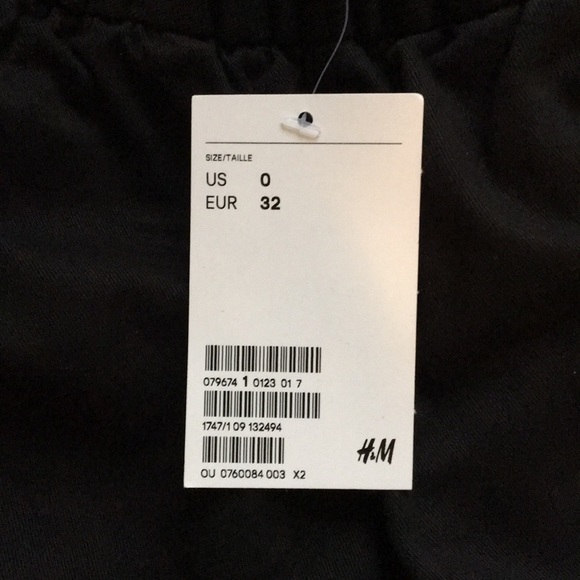 SIZE/TAILLE
US 0
EUR 32
079674 1 0123 01 7
1747/1 09 132494
OU 0760084 003 X2
H&M